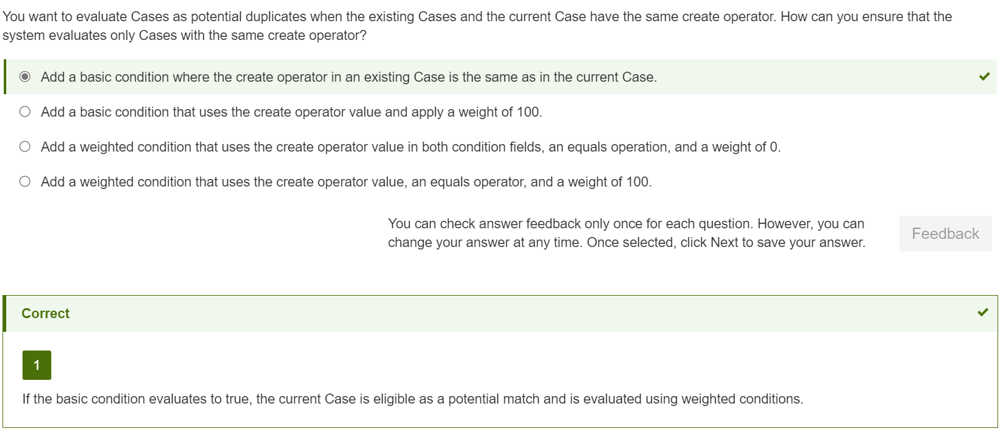 You want to evaluate Cases as potential duplicates when the existing Cases and the current Case have the same create operator. How can you ensure that the
system evaluates only Cases with the same create operator?
Add a basic condition where the create operator in an existing Case is the same as in the current Case.
Add a basic condition that uses the create operator value and apply a weight of 100.
Add a weighted condition that uses the create operator value in both condition fields, an equals operation, and a weight of 0.
Add a weighted condition that uses the create operator value, an equals operator, and a weight of 100.
You can check answer feedback only once for each question. However, you can
change your answer at any time. Once selected, click Next to save your answer.
Feedback
Correct
1
If the basic condition evaluates to true, the current Case is eligible as a potential match and is evaluated using weighted conditions.